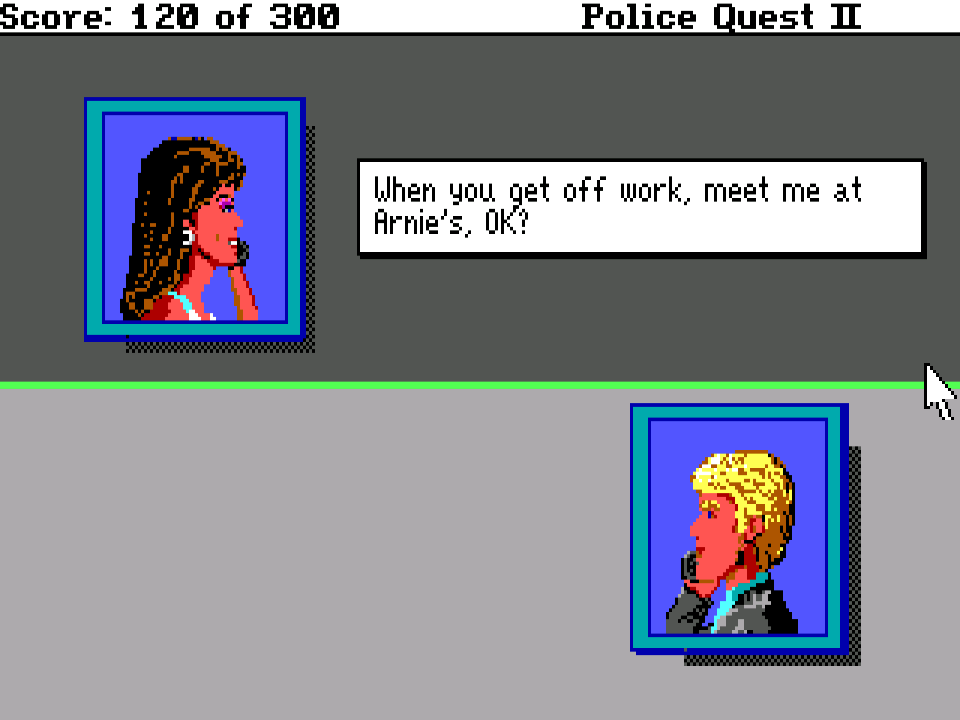 Score: 120 of 300 Police Quest II
When you get off work, meet me at
Arnie's, OK?